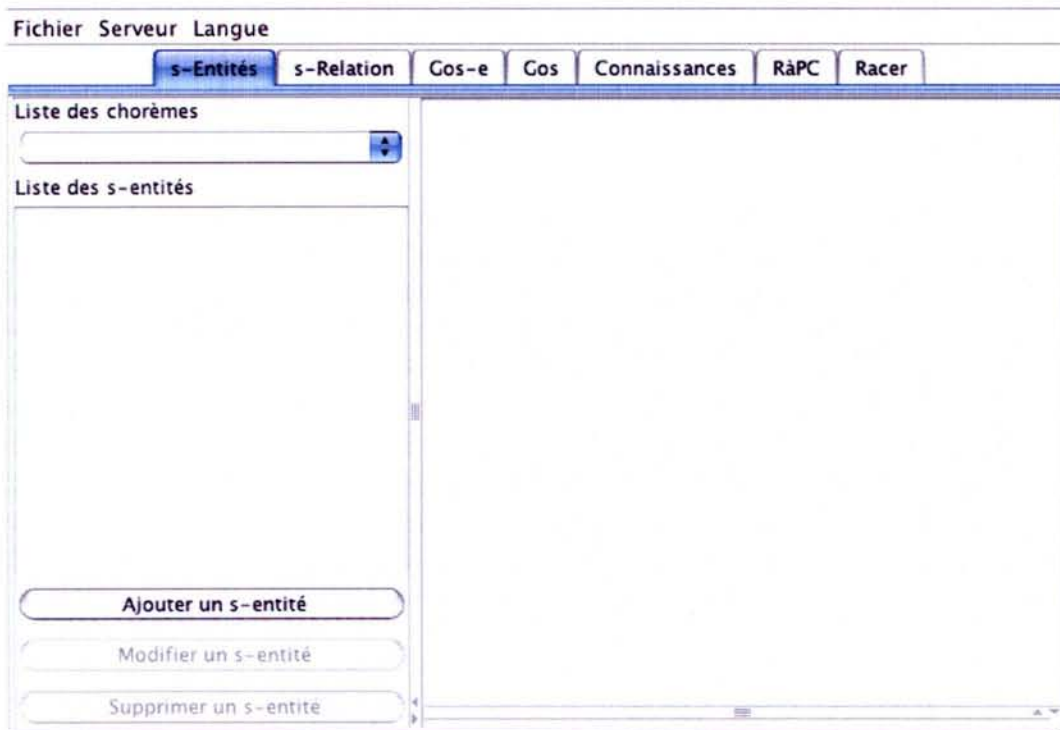 Fichier Serveur Langue
s-Entités s-Relation Gos-e Gos Connaissances RàPC Racer
Liste des chorèmes
Liste des s-entités
Ajouter un s-entité
Modifier un s-entité
Supprimer un s-entité